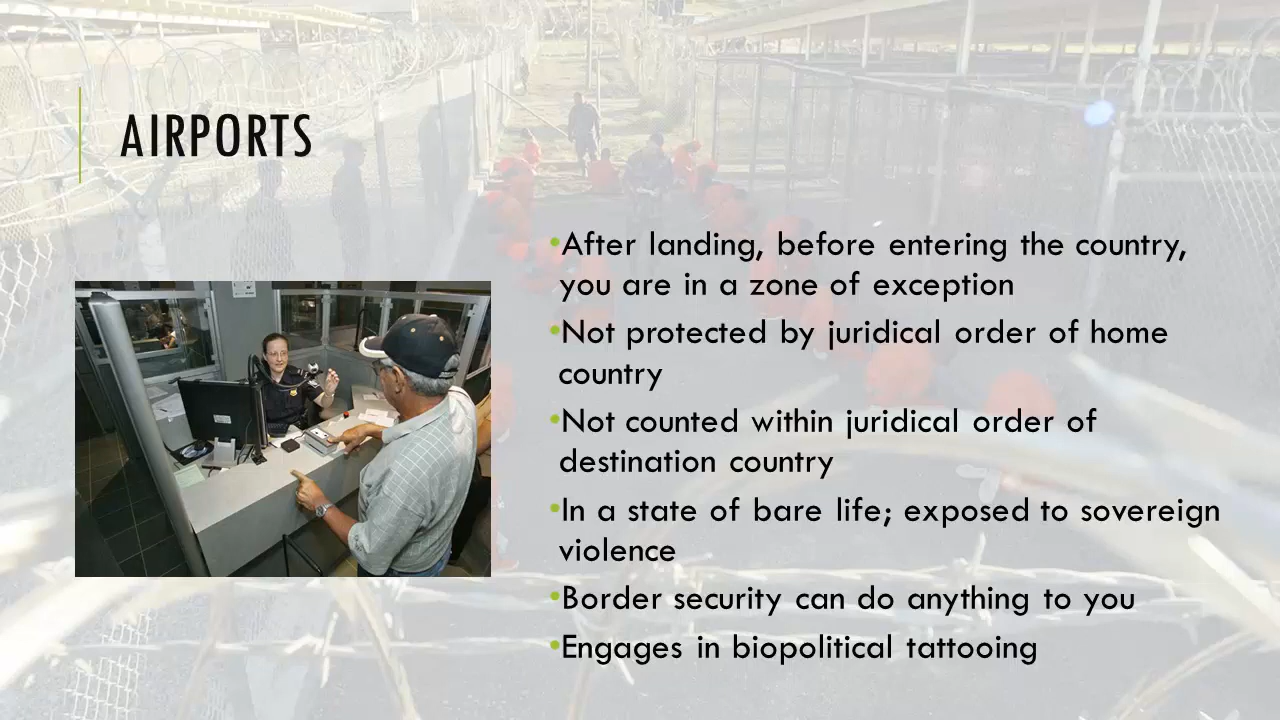 AIRPORTS
•After landing, before entering the country,
you are in a zone of exception
•Not protected by juridical order of home
country
•Not counted within juridical order of
destination country
•In a state of bare life; exposed to sovereign
violence
•Border security can do anything to you
•Engages in biopolitical tattooing